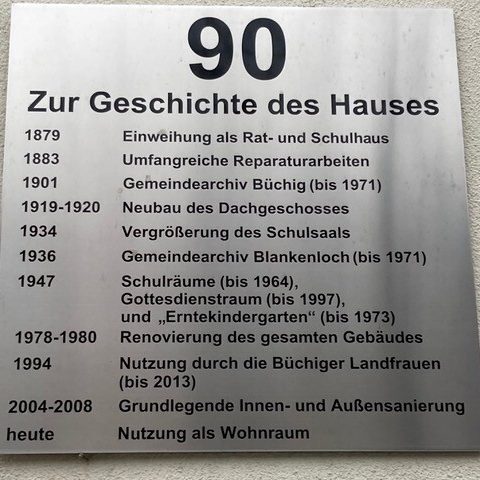 90
Zur Geschichte des Hauses
1879 Einweihung als Rat- und Schulhaus
1883 Umfangreiche Reparaturarbeiten
1901 Gemeindearchiv Büchig (bis 1971)
1919-1920 Neubau des Dachgeschosses
1934 Vergrößerung des Schulsaals
1936 Gemeindearchiv Blankenloch (bis 1971)
1947 Schulräume (bis 1964),
Gottesdienstraum (bis 1997),
und „Erntekindergarten“ (bis 1973)
1978-1980 Renovierung des gesamten Gebäudes
1994 Nutzung durch die Büchiger Landfrauen
(bis 2013)
2004-2008 Grundlegende Innen- und Außensanierung
heute Nutzung als Wohnraum